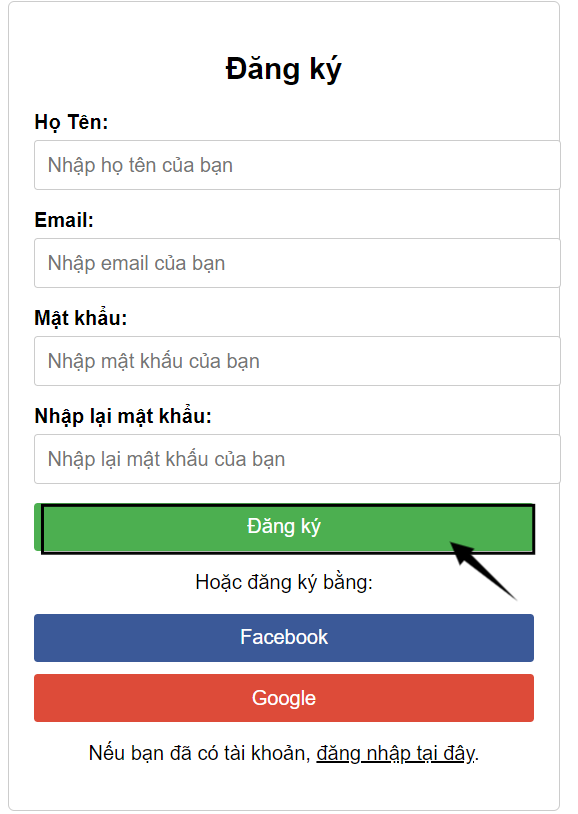 Đăng ký
Họ Tên:
Nhập họ tên của bạn
Email:
Nhập email của bạn
Mật khẩu:
Nhập mật khẩu của bạn
Nhập lại mật khẩu:
Nhập lại mật khẩu của bạn
Đăng ký
Hoặc đăng ký bằng:
Facebook
Google
Nếu bạn đã có tài khoản, đăng nhập tại đây.